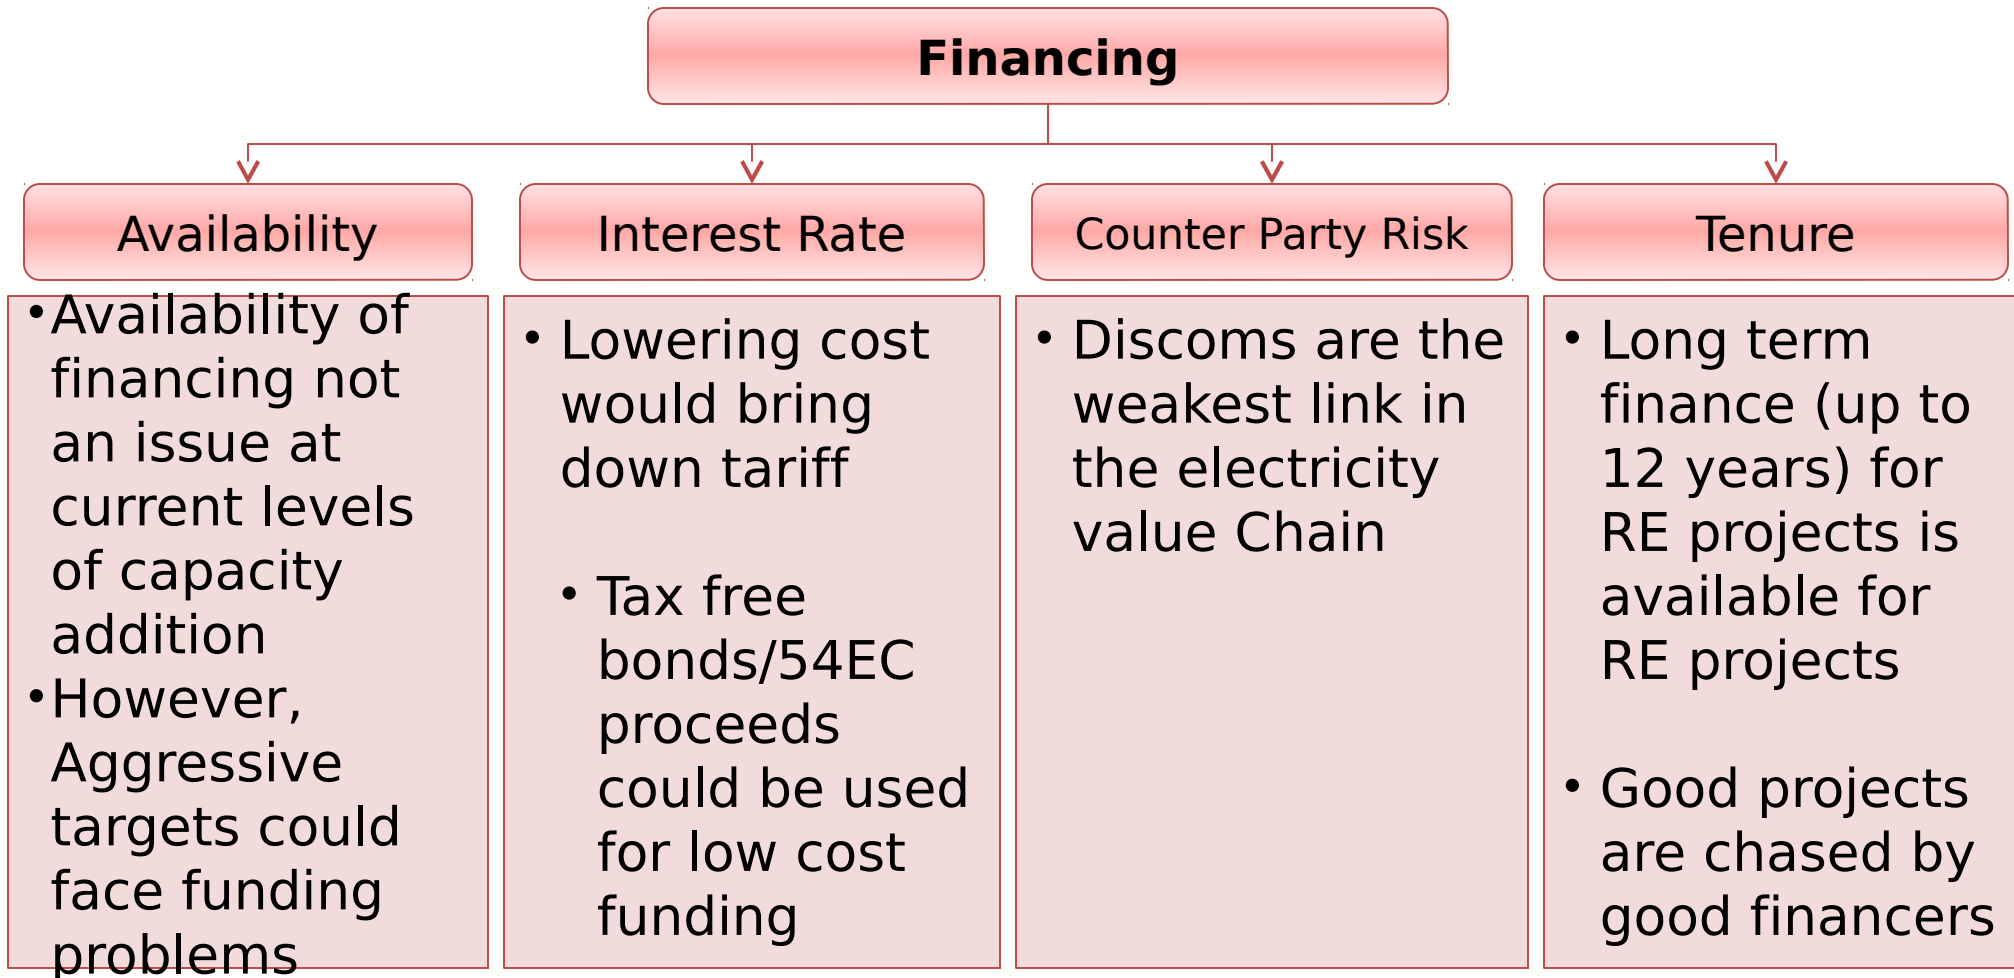 Financing
Availability
Interest Rate
Counter Party Risk
Tenure
•Availability of
financing not
an issue at
current levels
of capacity
addition
•However,
Aggressive
targets could
face funding
problems
• Lowering cost
would bring
down tariff
• Tax free
bonds/54EC
proceeds
could be used
for low cost
funding
• Discoms are the
weakest link in
the electricity
value Chain
• Long term
finance (up to
12 years) for
RE projects is
available for
RE projects
• Good projects
are chased by
good financers